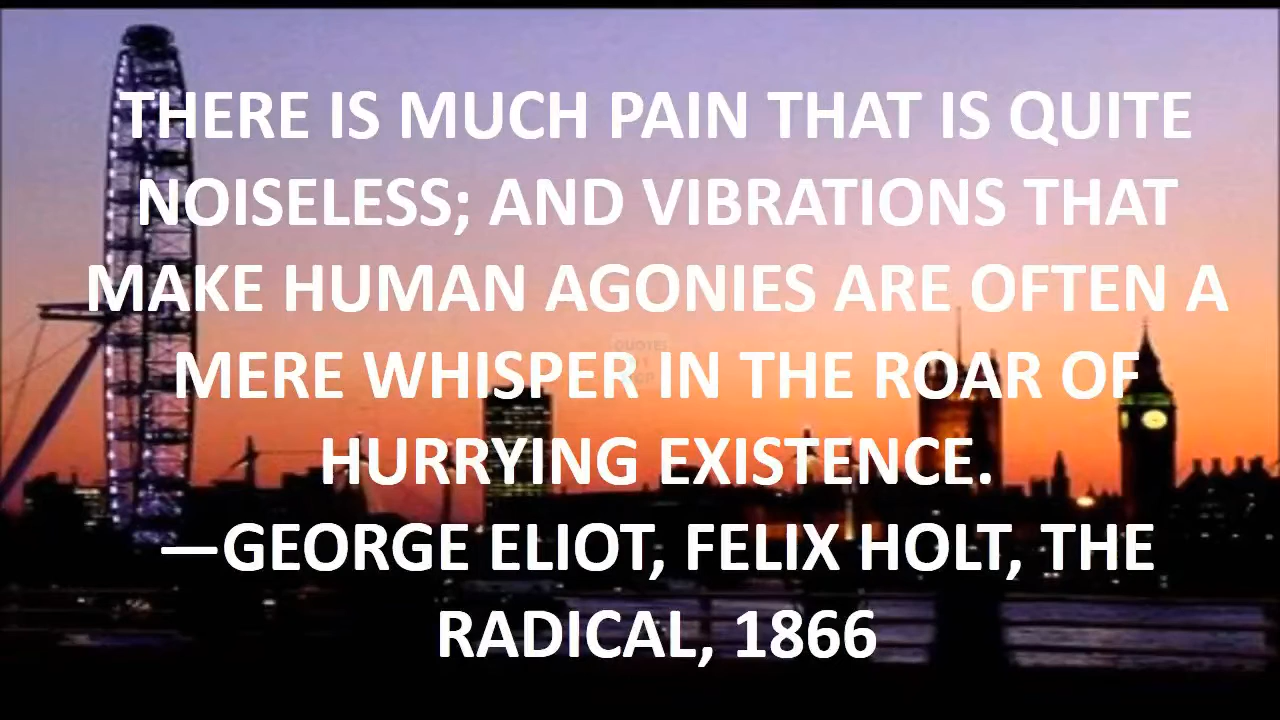 THERE IS MUCH PAIN THAT IS QUITE
NOISELESS; AND VIBRATIONS THAT
MAKE HUMAN AGONIES ARE OFTEN A
MERE WHISPER IN THE ROAR OF
HURRYING EXISTENCE.
—GEORGE ELIOT, FELIX HOLT, THE
RADICAL, 1866
QUOTES